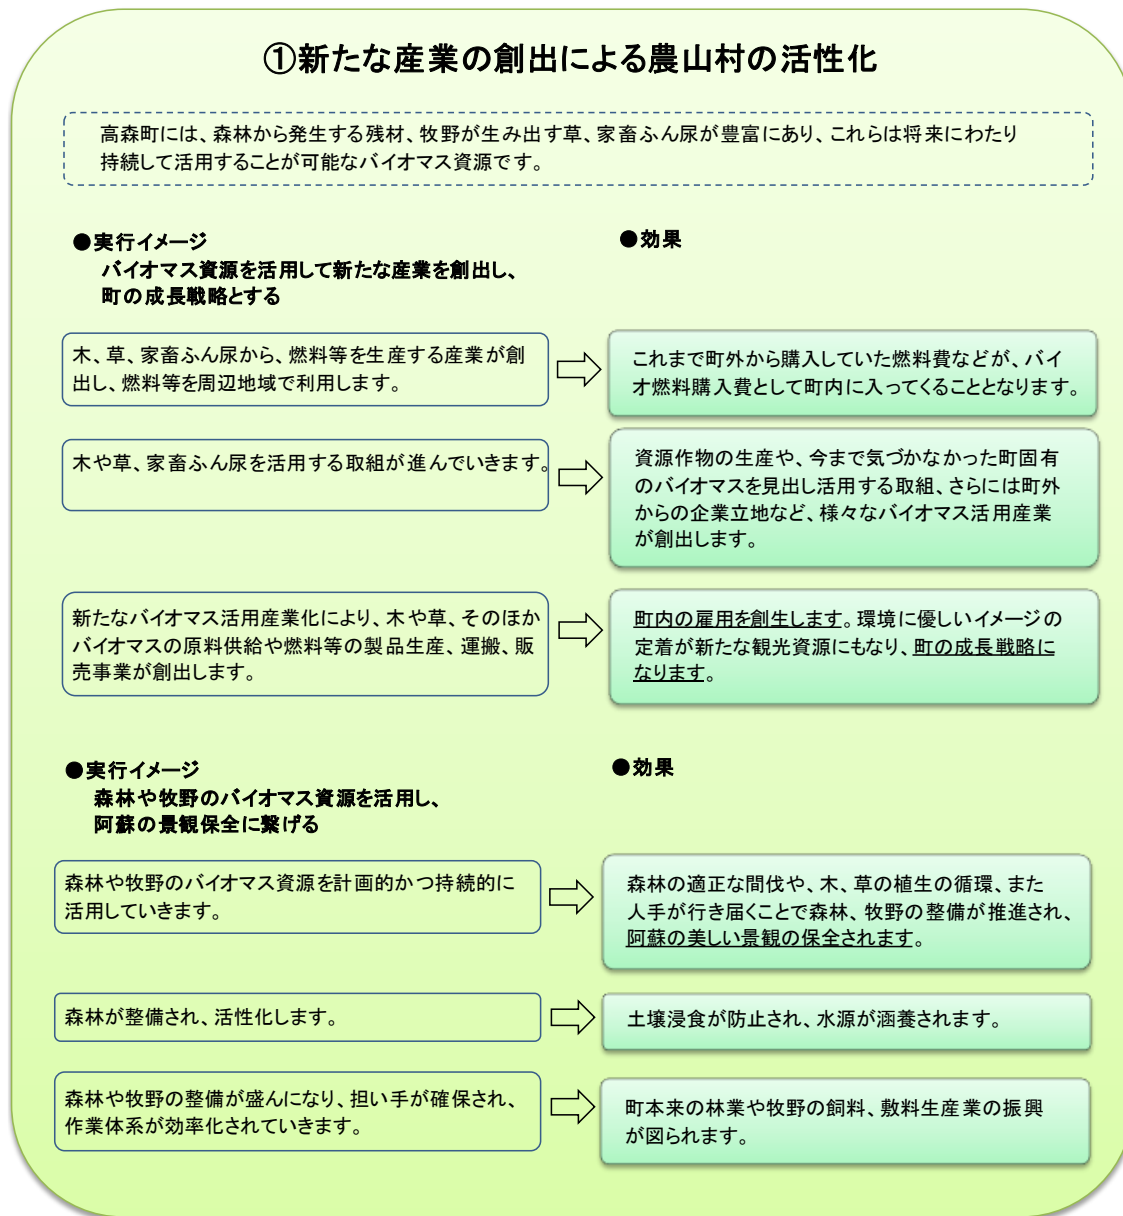 ①新たな産業の創出による農山村の活性化
高森町には、森林から発生する残材、牧野が生み出す草、家畜ふん尿が豊富にあり、これらは将来にわたり
持続して活用することが可能なバイオマス資源です。
●実行イメージ
バイオマス資源を活用して新たな産業を創出し、
町の成長戦略とする
●効果
木、草、家畜ふん尿から、燃料等を生産する産業が創
出し、燃料等を周辺地域で利用します。
これまで町外から購入していた燃料費などが、バイ
オ燃料購入費として町内に入ってくることとなります。
木や草、家畜ふん尿を活用する取組が進んでいきます。
資源作物の生産や、今まで気づかなかった町固有
のバイオマスを見出し活用する取組、さらには町外
からの企業立地など、様々なバイオマス活用産業
が創出します。
新たなバイオマス活用産業化により、木や草、そのほか
バイオマスの原料供給や燃料等の製品生産、運搬、販
売事業が創出します。
町内の雇用を創生します。環境に優しいイメージの
定着が新たな観光資源にもなり、町の成長戦略に
なります。
●実行イメージ
森林や牧野のバイオマス資源を活用し、
阿蘇の景観保全に繋げる
●効果
森林や牧野のバイオマス資源を計画的かつ持続的に
活用していきます。
森林の適正な間伐や、木、草の植生の循環、また
人手が行き届くことで森林、牧野の整備が推進され、
阿蘇の美しい景観の保全されます。
森林が整備され、活性化します。
土壌浸食が防止され、水源が涵養されます。
森林や牧野の整備が盛んになり、担い手が確保され、
作業体系が効率化されていきます。
町本来の林業や牧野の飼料、敷料生産業の振興
が図られます。